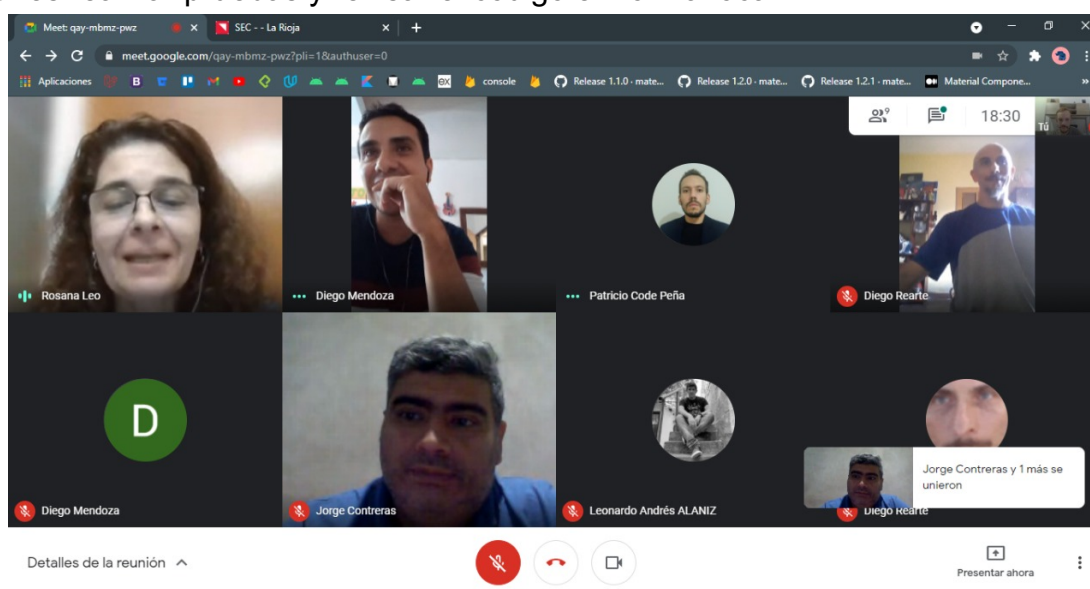 Meet: qay-mbmz-pwz
SEC - - La Rioja
meet.google.com/qay-mbmz-pwz?pli=1&authuser=0
Aplicaciones
B
ex
console
Release 1.1.0 · mate...
Release 1.2.0 · mate...
Release 1.2.1 · mate...
Material Compone...
9
18:30
Tú
Rosana Leo
Diego Mendoza
Patricio Code Peña
Diego Rearte
D
Jorge Contreras y 1 más se
unieron
Diego Mendoza
Jorge Contreras
Leonardo Andrés ALANIZ
Diego Rearte
Detalles de la reunión
Presentar ahora